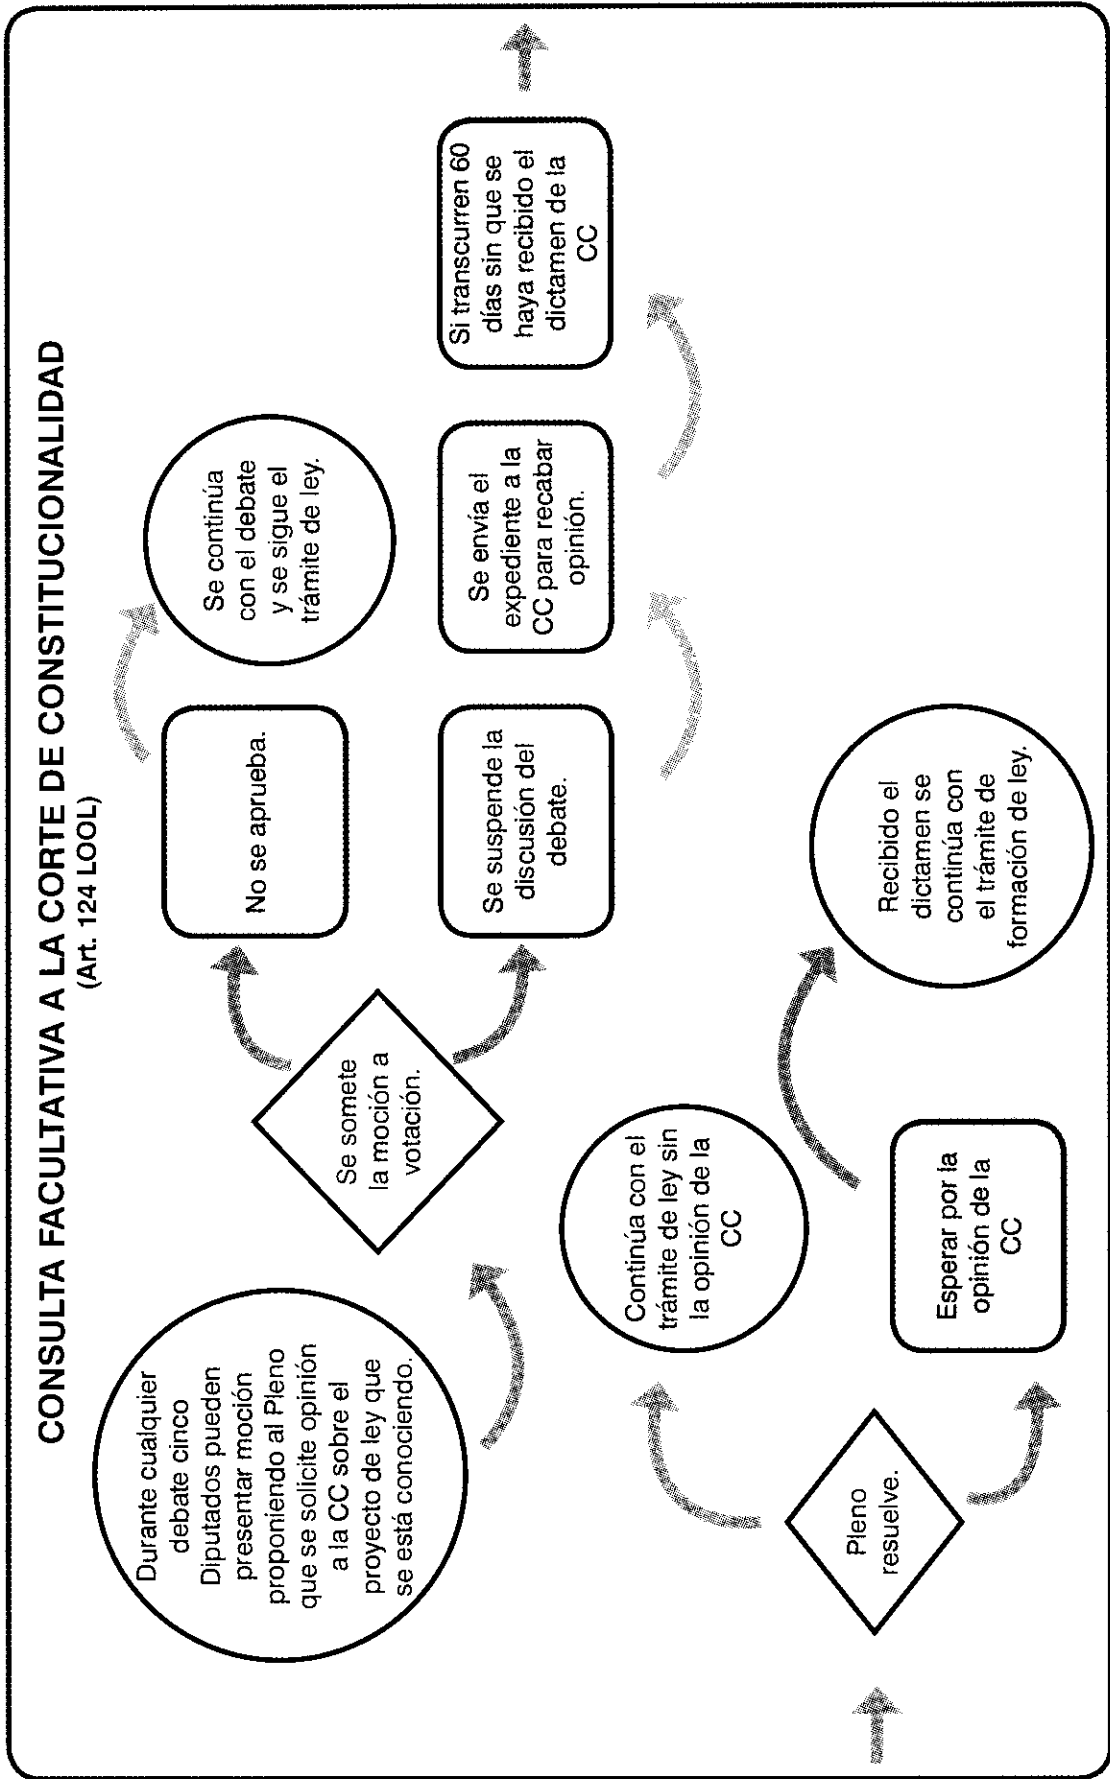 CONSULTA FACULTATIVA A LA CORTE DE CONSTITUCIONALIDAD
(Art. 124 LOOL)
Durante cualquier
debate cinco
Diputados pueden
presentar moción
proponiendo al Pleno
que se solicite opinión
a la CC sobre el
proyecto de ley que
se está conociendo.
Se somete
la moción a
votación.
No se aprueba.
Se continúa
con el debate
y se sigue el
trámite de ley.
Se suspende la
discusión del
debate.
Se envía el
expediente a la
CC para recabar
opinión.
Si transcurren 60
días sin que se
haya recibido el
dictamen de la
CC
Pleno
resuelve.
Continúa con el
trámite de ley sin
la opinión de la
CC
Esperar por la
opinión de la
CC
Recibido el
dictamen se
continúa con
el trámite de
formación de ley.